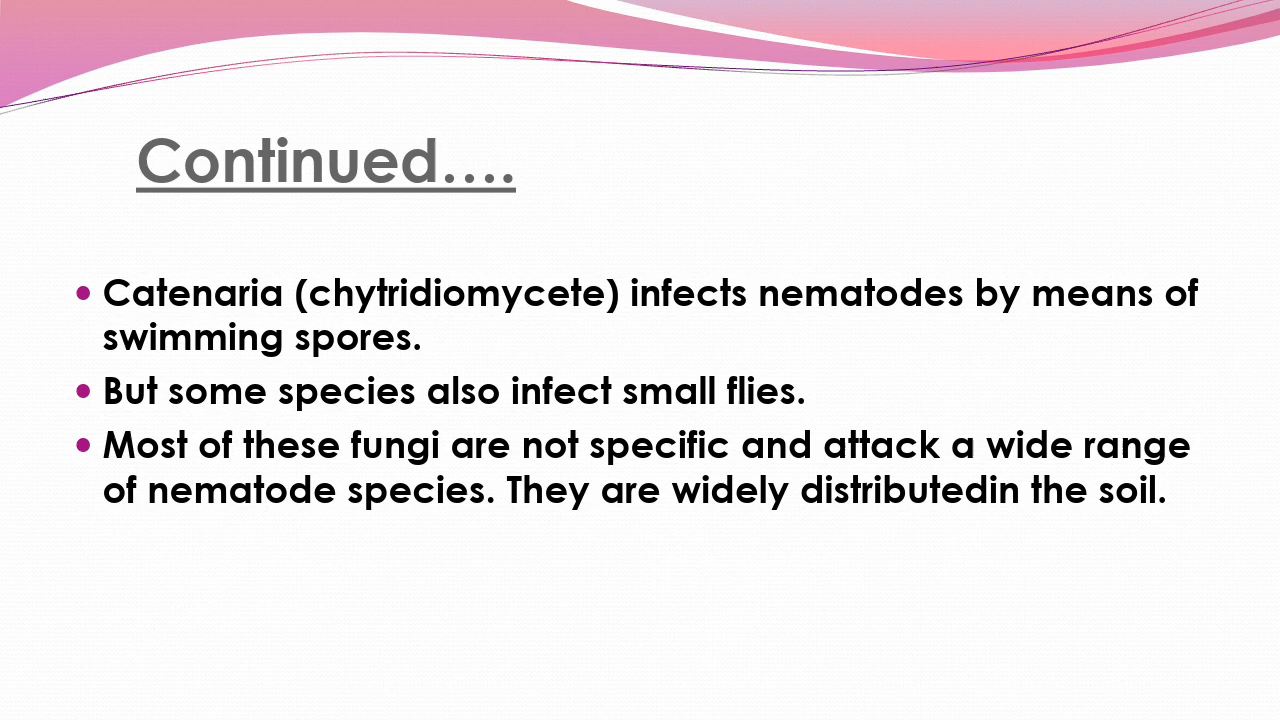 Continued....
• Catenaria (chytridiomycete) infects nematodes by means of
swimming spores.
• But some species also infect small flies.
• Most of these fungi are not specific and attack a wide range
of nematode species. They are widely distributedin the soil.